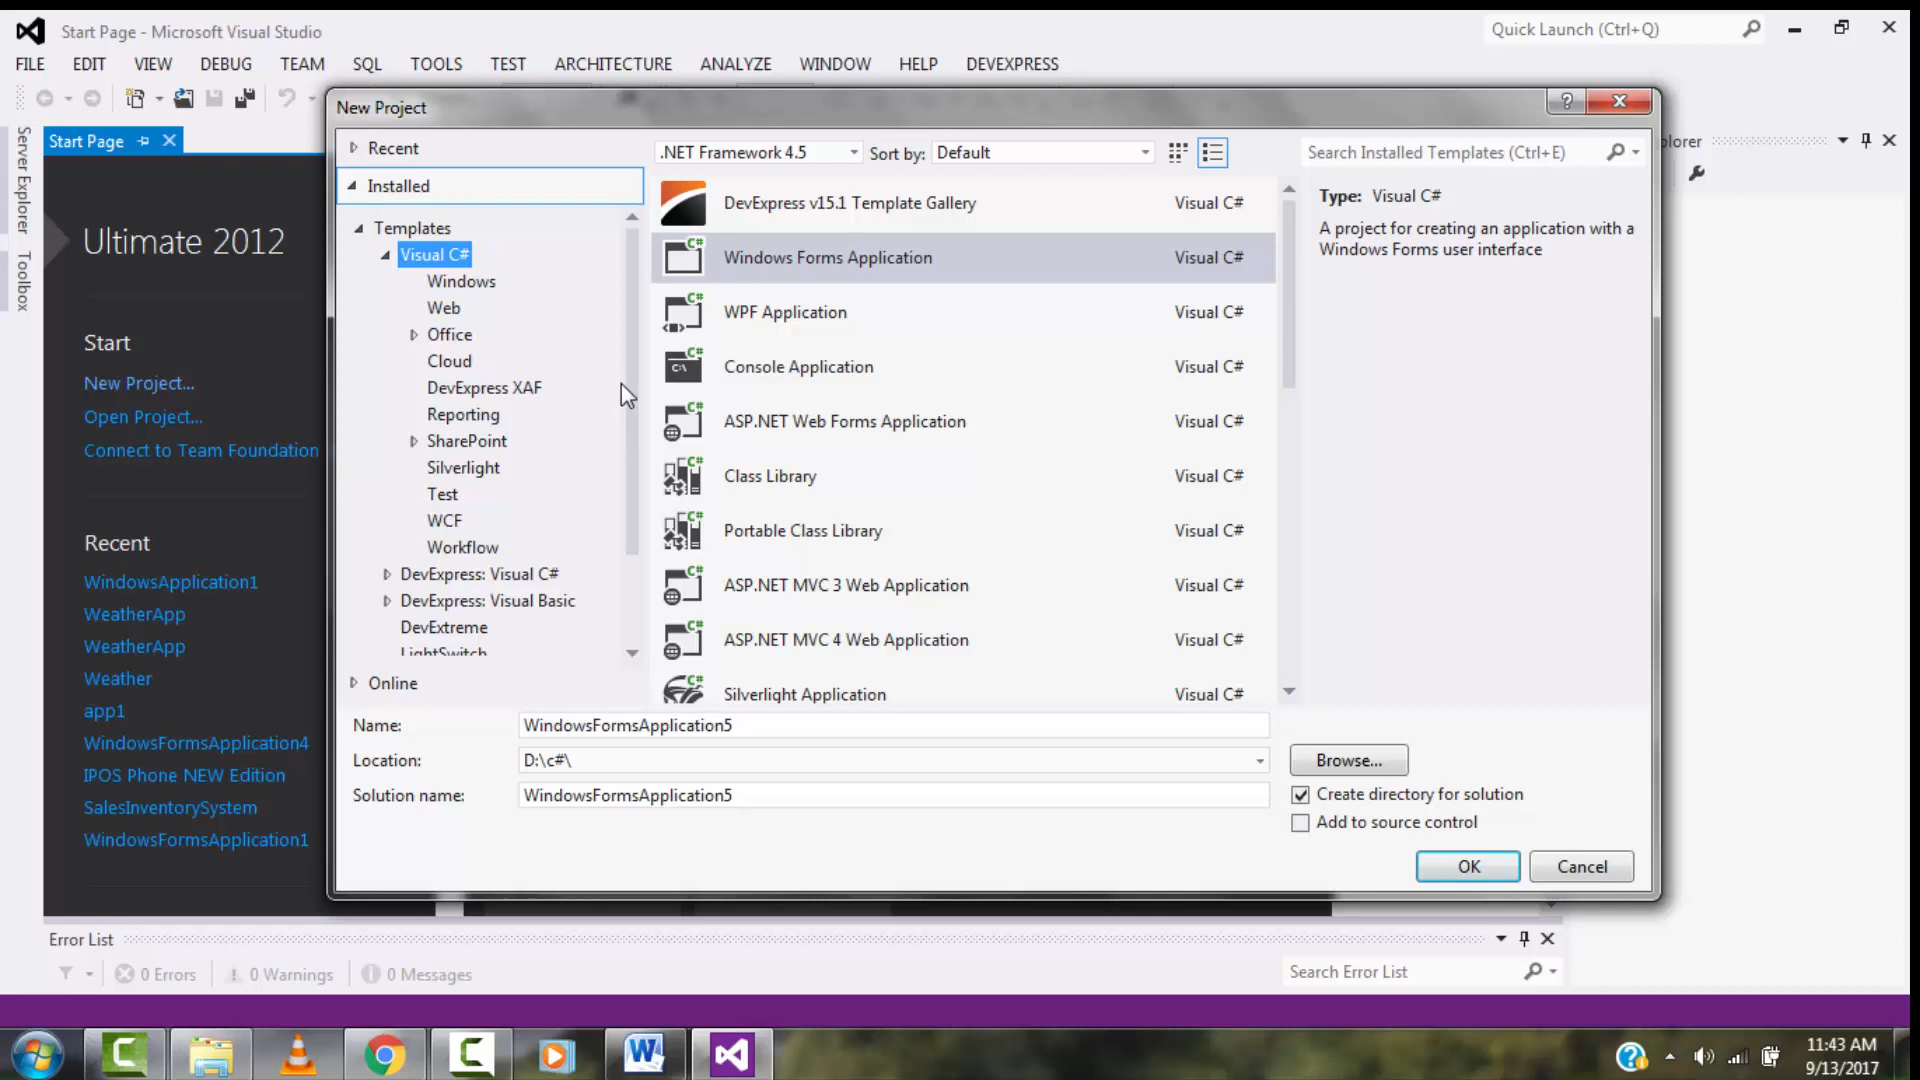 Start Page - Microsoft Visual Studio
Quick Launch (Ctrl+Q)
FILE EDIT VIEW DEBUG TEAM SQL TOOLS TEST ARCHITECTURE ANALYZE WINDOW HELP DEVEXPRESS
Server Explorer
Toolbox
Start Page
Ultimate 2012
Start
New Project...
Open Project...
Connect to Team Foundation
Recent
WindowsApplication1
WeatherApp
WeatherApp
Weather
app1
WindowsFormsApplication4
IPOS Phone NEW Edition
SalesInventorySystem
WindowsFormsApplication1
New Project
?
Recent
Installed
Templates
Visual C#
Windows
Web
Office
Cloud
DevExpress XAF
Reporting
SharePoint
Silverlight
Test
WCF
Workflow
DevExpress: Visual C#
DevExpress: Visual Basic
DevExtreme
LightSwitch
Online
.NET Framework 4.5
Sort by: Default
DevExpress v15.1 Template Gallery Visual C#
Windows Forms Application Visual C#
WPF Application Visual C#
Console Application Visual C#
ASP.NET Web Forms Application Visual C#
Class Library Visual C#
Portable Class Library Visual C#
ASP.NET MVC 3 Web Application Visual C#
ASP.NET MVC 4 Web Application Visual C#
Silverlight Application Visual C#
Search Installed Templates (Ctrl+E)
Type: Visual C#
A project for creating an application with a
Windows Forms user interface
Name: WindowsFormsApplication5
Location: D:\c#\
Browse...
Solution name: WindowsFormsApplication5
Create directory for solution
Add to source control
OK Cancel
plorer
Error List
0 Errors 0 Warnings 0 Messages
Search Error List
11:43 AM
9/13/2017